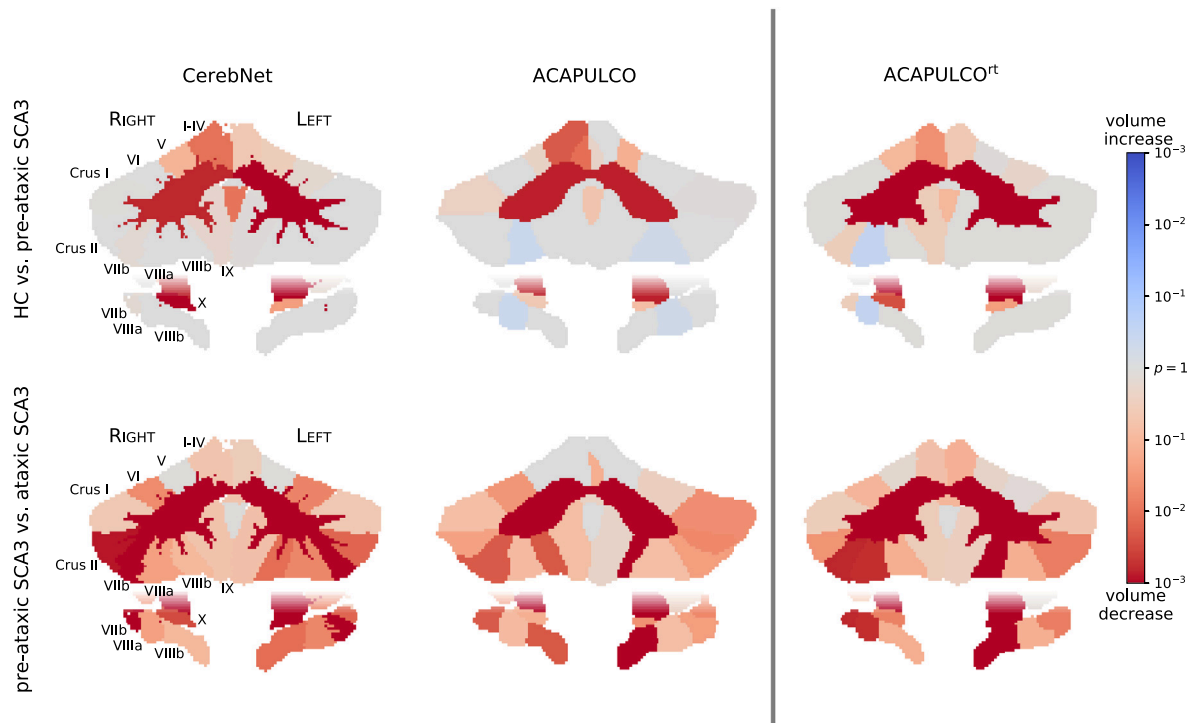 CerebNet
ACAPULCO
ACAPULCO^rt
HC vs. pre-ataxic SCA3
RIGHT
I-IV
LEFT
V
VI
Crus I
Crus II
VIIb
VIIIa
VIIIb
IX
X
VIIb
VIIIa
VIIIb
volume
increase
10⁻³
10⁻²
10⁻¹
p = 1
10⁻¹
10⁻²
10⁻³
volume
decrease
pre-ataxic SCA3 vs. ataxic SCA3
RIGHT
I-IV
LEFT
V
VI
Crus I
Crus II
VIIb
VIIIa
VIIIb
IX
X
VIIb
VIIIa
VIIIb